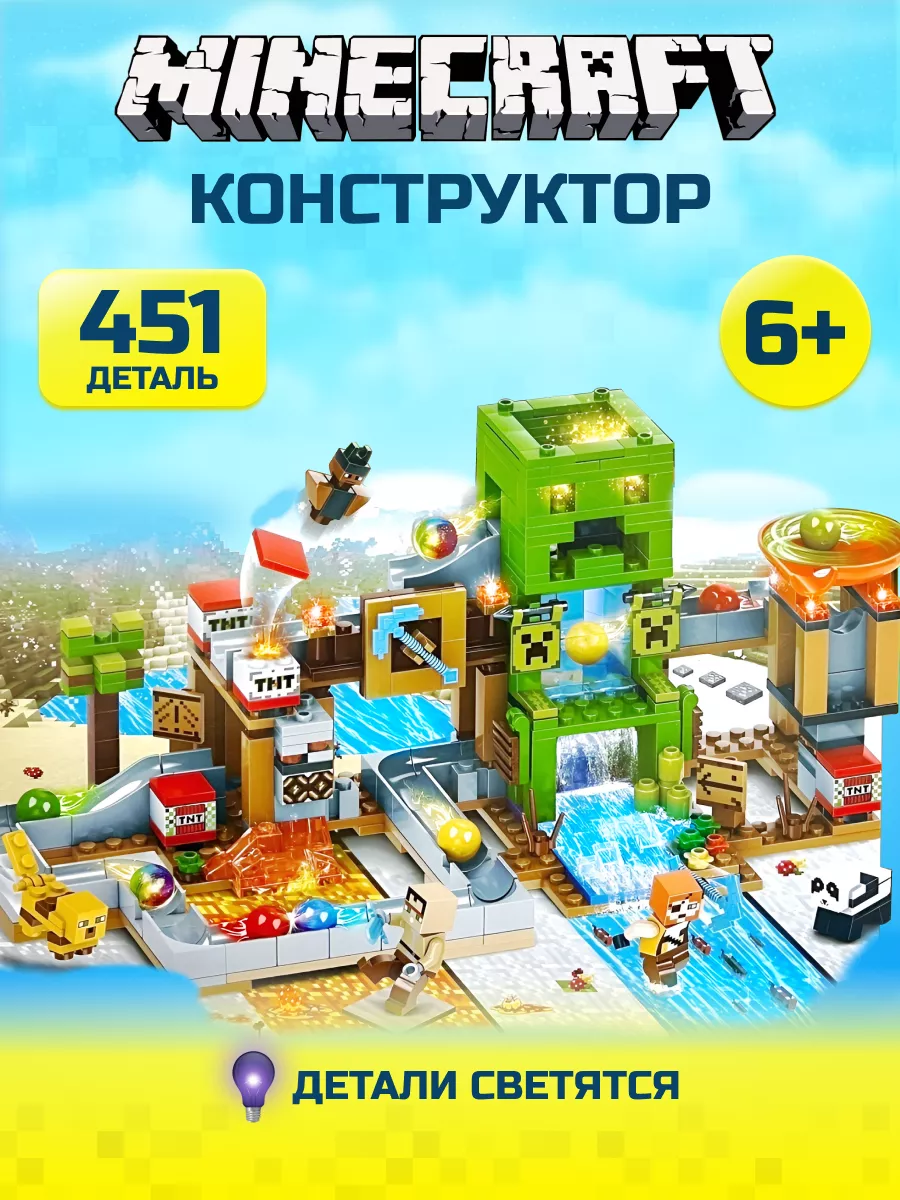 MINECRAFT
КОНСТРУКТОР
451
ДЕТАЛЬ
6+
TNT
TNT
TNT
TNT
ДЕТАЛИ СВЕТЯТСЯ